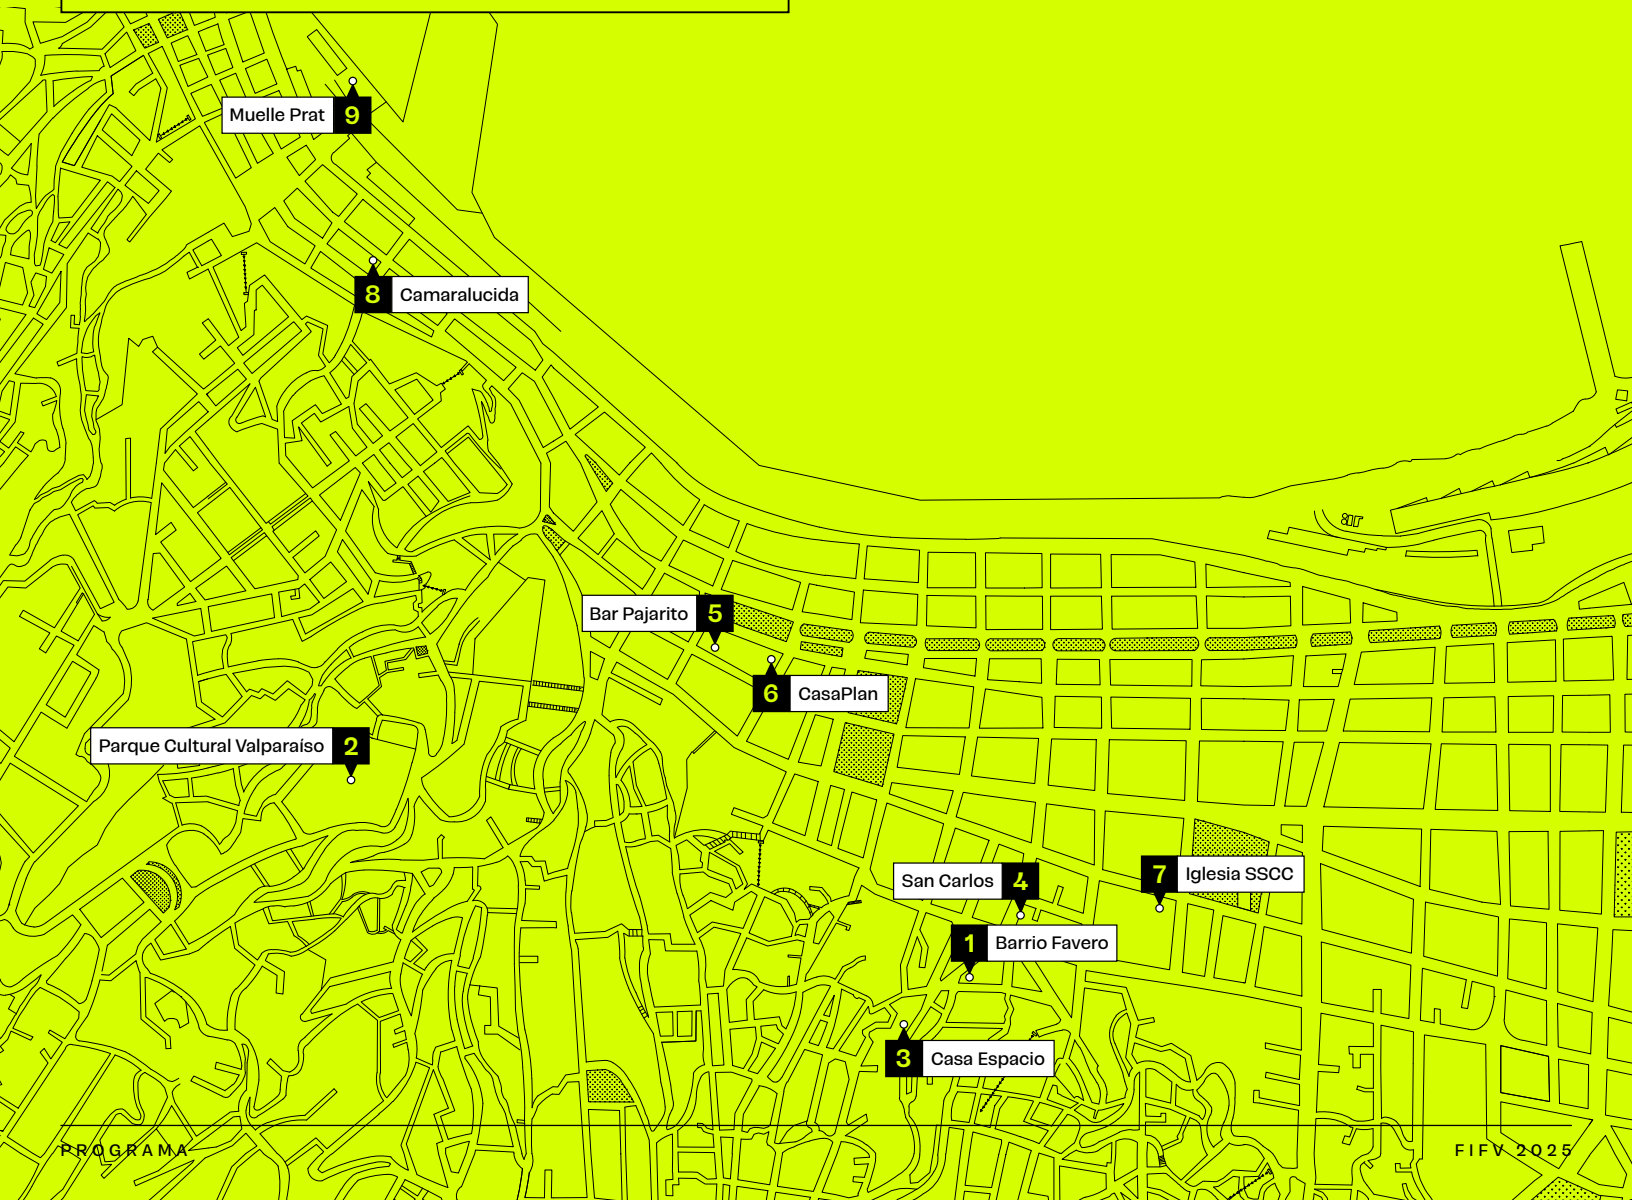 Muelle Prat 9
8 Camaralucida
Bar Pajarito 5
6 CasaPlan
Parque Cultural Valparaíso 2
7 Iglesia SSCC
San Carlos 4
1 Barrio Favero
3 Casa Espacio
PROGRAMA
FIFV 2025